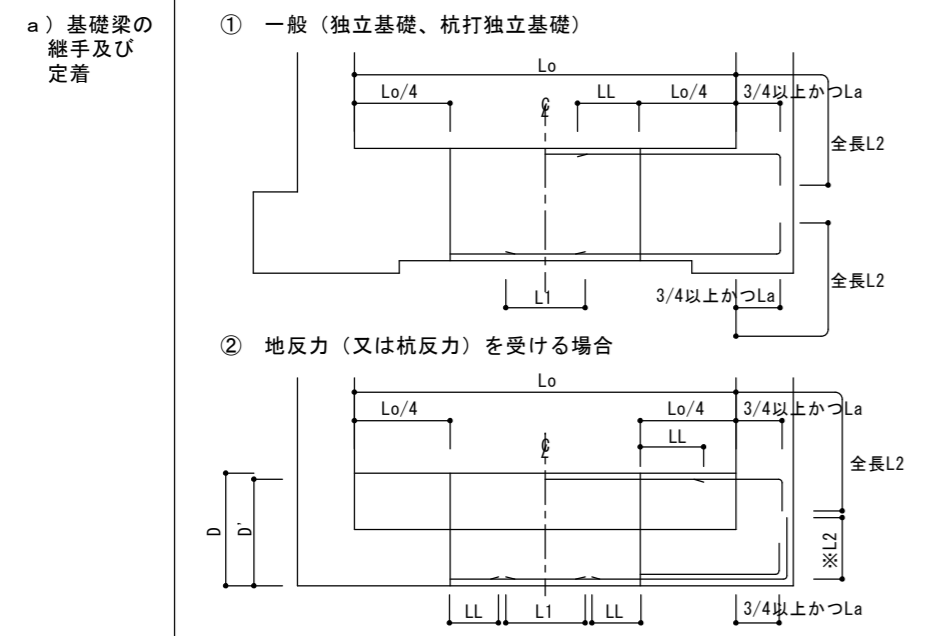 a）基礎梁の
継手及び
定着
① 一般（独立基礎、杭打独立基礎）
Lo
Lo/4
LL
Lo/4
3/4以上かつLa
℄
全長L2
全長L2
L1
3/4以上かつLa
② 地反力（又は杭反力）を受ける場合
Lo
Lo/4
Lo/4
3/4以上かつLa
℄
LL
全長L2
D
D'
※L2
LL
L1
LL
3/4以上かつLa